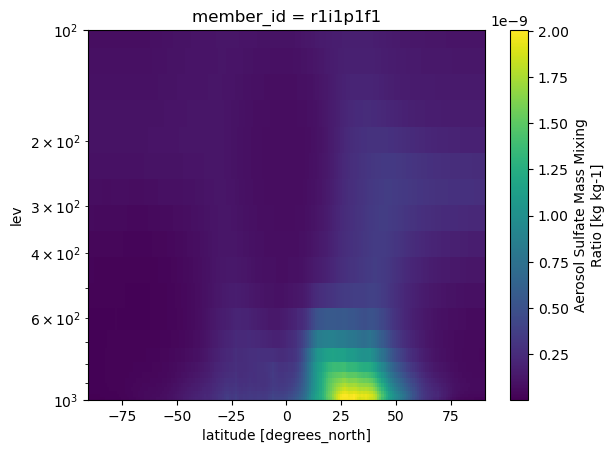 member_id = r1i1p1f1
1e−9
10²
2 × 10²
3 × 10²
4 × 10²
6 × 10²
10³
lev
−75
−50
−25
0
25
50
75
latitude [degrees_north]
2.00
1.75
1.50
1.25
1.00
0.75
0.50
0.25
Aerosol Sulfate Mass Mixing
Ratio [kg kg-1]